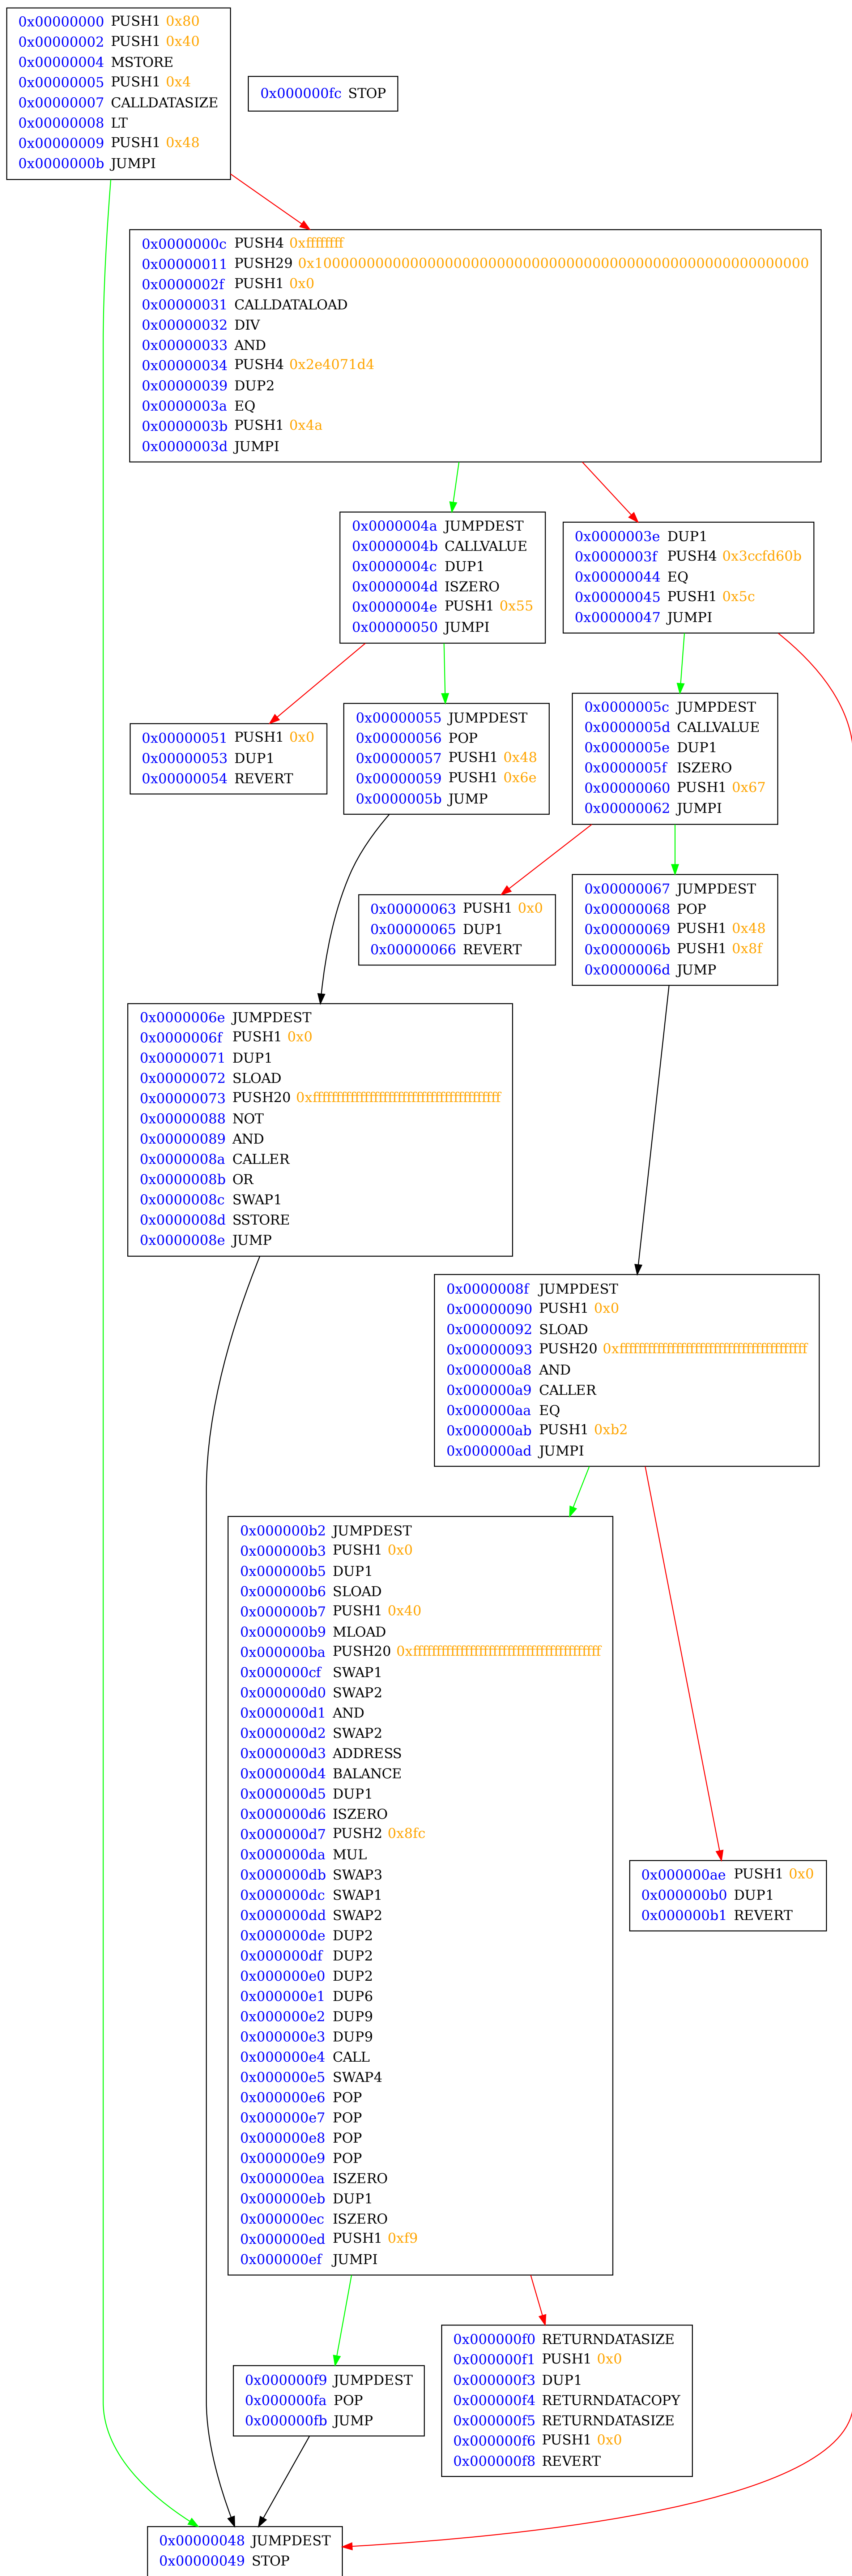 0x00000000 PUSH1 0x80
0x00000002 PUSH1 0x40
0x00000004 MSTORE
0x00000005 PUSH1 0x4
0x00000007 CALLDATASIZE
0x00000008 LT
0x00000009 PUSH1 0x48
0x0000000b JUMPI
0x000000fc STOP
0x0000000c PUSH4 0xffffffff
0x00000011 PUSH29 0x100000000000000000000000000000000000000000000000000000000
0x0000002f PUSH1 0x0
0x00000031 CALLDATALOAD
0x00000032 DIV
0x00000033 AND
0x00000034 PUSH4 0x2e4071d4
0x00000039 DUP2
0x0000003a EQ
0x0000003b PUSH1 0x4a
0x0000003d JUMPI
0x0000004a JUMPDEST
0x0000004b CALLVALUE
0x0000004c DUP1
0x0000004d ISZERO
0x0000004e PUSH1 0x55
0x00000050 JUMPI
0x0000003e DUP1
0x0000003f PUSH4 0x3ccfd60b
0x00000044 EQ
0x00000045 PUSH1 0x5c
0x00000047 JUMPI
0x00000051 PUSH1 0x0
0x00000053 DUP1
0x00000054 REVERT
0x00000055 JUMPDEST
0x00000056 POP
0x00000057 PUSH1 0x48
0x00000059 PUSH1 0x6e
0x0000005b JUMP
0x0000005c JUMPDEST
0x0000005d CALLVALUE
0x0000005e DUP1
0x0000005f ISZERO
0x00000060 PUSH1 0x67
0x00000062 JUMPI
0x00000063 PUSH1 0x0
0x00000065 DUP1
0x00000066 REVERT
0x00000067 JUMPDEST
0x00000068 POP
0x00000069 PUSH1 0x48
0x0000006b PUSH1 0x8f
0x0000006d JUMP
0x0000006e JUMPDEST
0x0000006f PUSH1 0x0
0x00000071 DUP1
0x00000072 SLOAD
0x00000073 PUSH20 0xffffffffffffffffffffffffffffffffffffffff
0x00000088 NOT
0x00000089 AND
0x0000008a CALLER
0x0000008b OR
0x0000008c SWAP1
0x0000008d SSTORE
0x0000008e JUMP
0x0000008f JUMPDEST
0x00000090 PUSH1 0x0
0x00000092 SLOAD
0x00000093 PUSH20 0xffffffffffffffffffffffffffffffffffffffff
0x000000a8 AND
0x000000a9 CALLER
0x000000aa EQ
0x000000ab PUSH1 0xb2
0x000000ad JUMPI
0x000000b2 JUMPDEST
0x000000b3 PUSH1 0x0
0x000000b5 DUP1
0x000000b6 SLOAD
0x000000b7 PUSH1 0x40
0x000000b9 MLOAD
0x000000ba PUSH20 0xffffffffffffffffffffffffffffffffffffffff
0x000000cf SWAP1
0x000000d0 SWAP2
0x000000d1 AND
0x000000d2 SWAP2
0x000000d3 ADDRESS
0x000000d4 BALANCE
0x000000d5 DUP1
0x000000d6 ISZERO
0x000000d7 PUSH2 0x8fc
0x000000da MUL
0x000000db SWAP3
0x000000dc SWAP1
0x000000dd SWAP2
0x000000de DUP2
0x000000df DUP2
0x000000e0 DUP2
0x000000e1 DUP6
0x000000e2 DUP9
0x000000e3 DUP9
0x000000e4 CALL
0x000000e5 SWAP4
0x000000e6 POP
0x000000e7 POP
0x000000e8 POP
0x000000e9 POP
0x000000ea ISZERO
0x000000eb DUP1
0x000000ec ISZERO
0x000000ed PUSH1 0xf9
0x000000ef JUMPI
0x000000ae PUSH1 0x0
0x000000b0 DUP1
0x000000b1 REVERT
0x000000f9 JUMPDEST
0x000000fa POP
0x000000fb JUMP
0x000000f0 RETURNDATASIZE
0x000000f1 PUSH1 0x0
0x000000f3 DUP1
0x000000f4 RETURNDATACOPY
0x000000f5 RETURNDATASIZE
0x000000f6 PUSH1 0x0
0x000000f8 REVERT
0x00000048 JUMPDEST
0x00000049 STOP